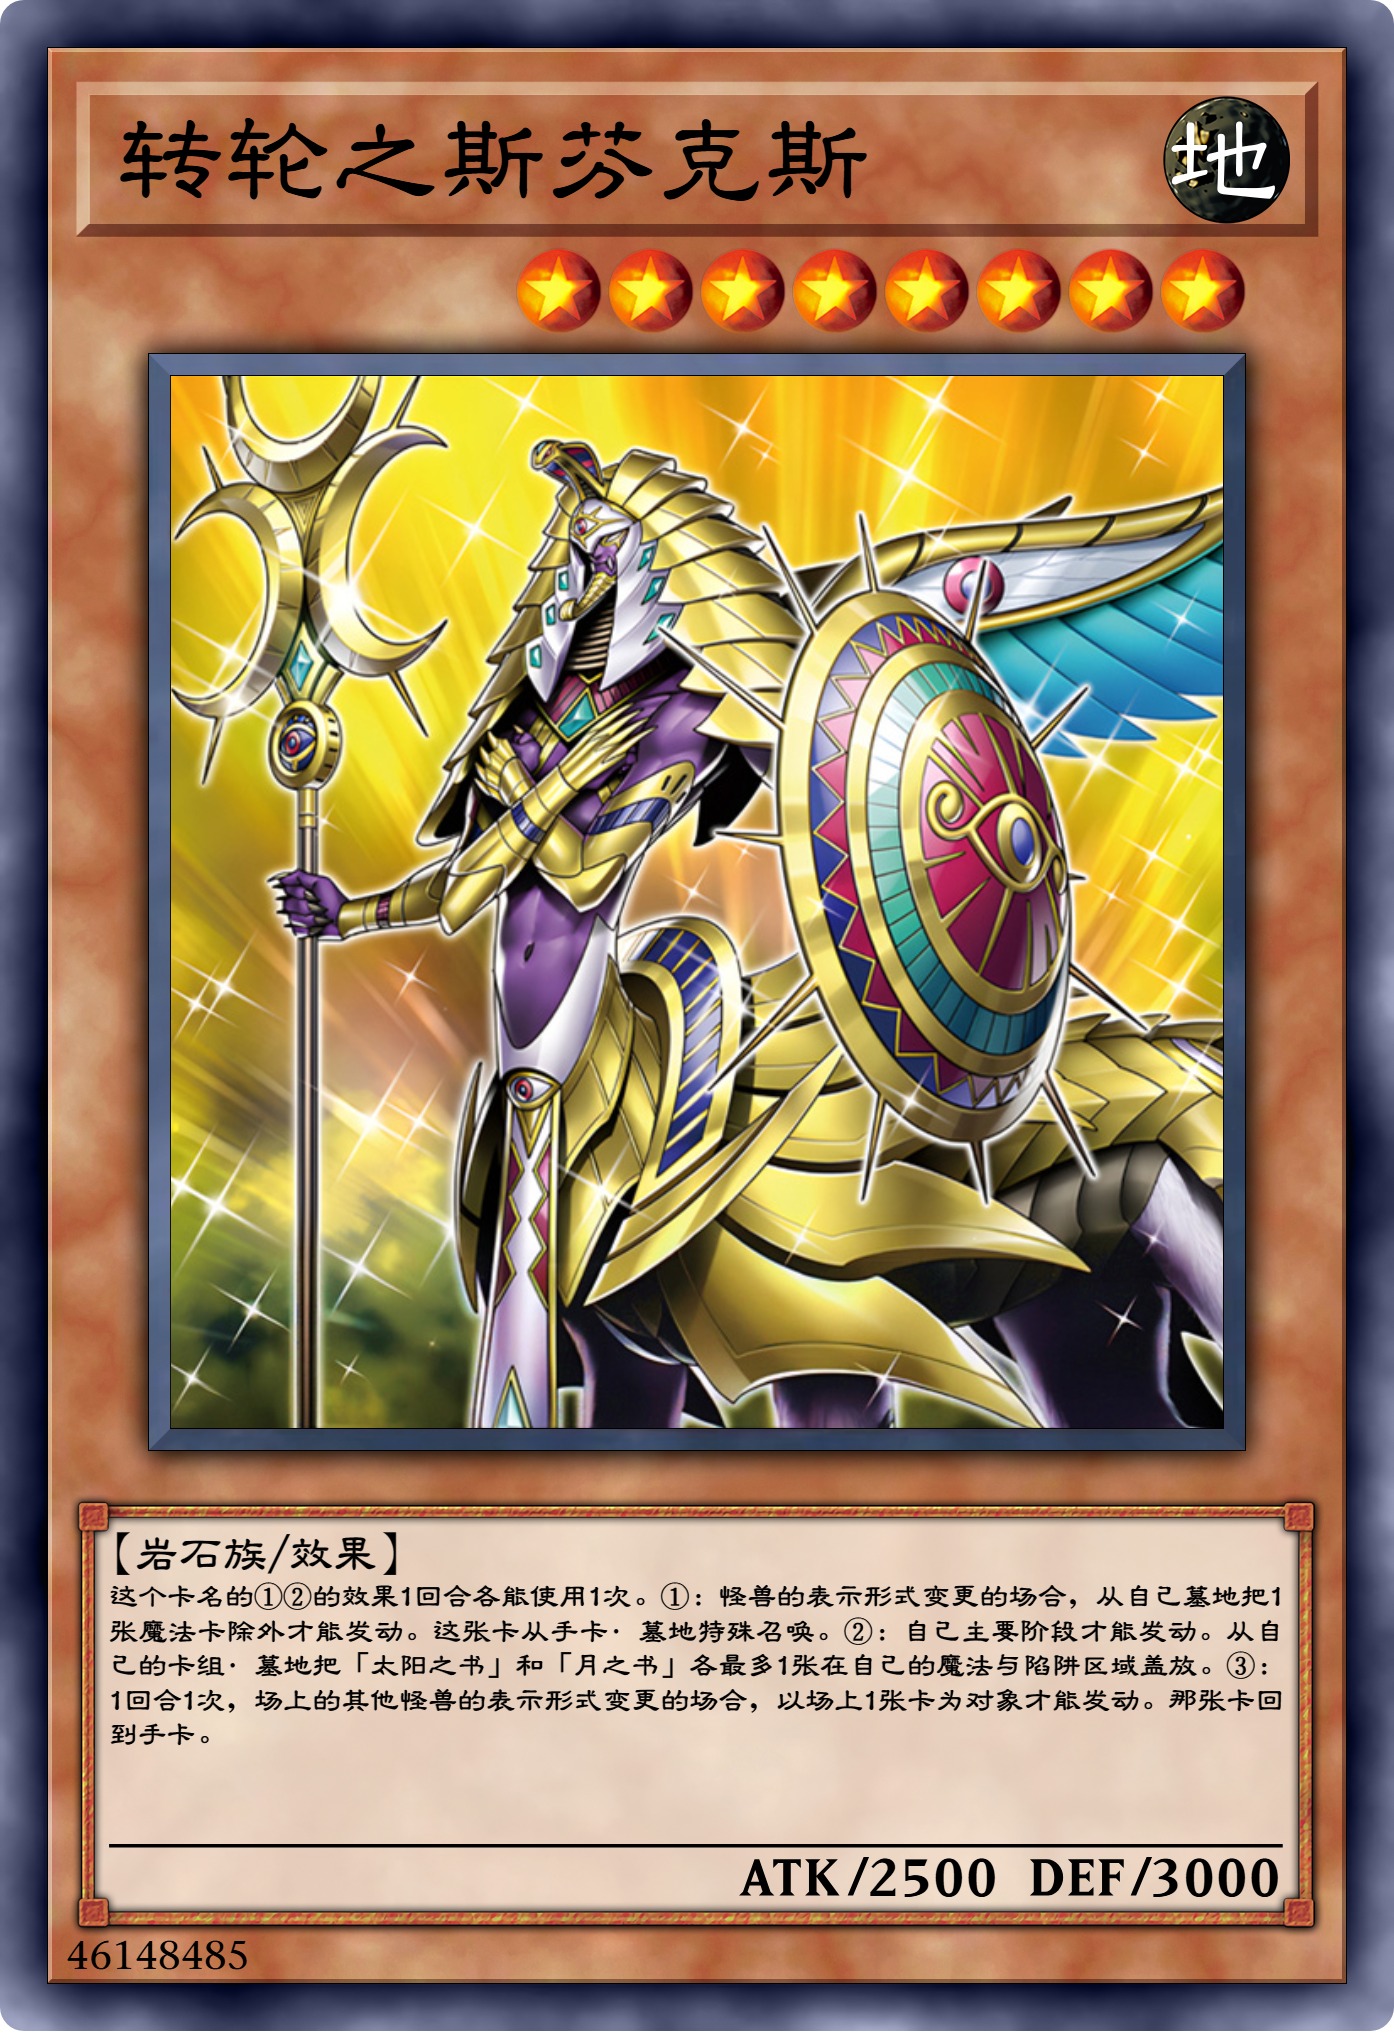 转轮之斯芬克斯
地
【岩石族/效果】
这个卡名的①②的效果1回合各能使用1次。①：怪兽的表示形式变更的场合，从自己墓地把1
张魔法卡除外才能发动。这张卡从手卡·墓地特殊召唤。②：自己主要阶段才能发动。从自
己的卡组·墓地把「太阳之书」和「月之书」各最多1张在自己的魔法与陷阱区域盖放。③：
1回合1次，场上的其他怪兽的表示形式变更的场合，以场上1张卡为对象才能发动。那张卡回
到手卡。
ATK/2500 DEF/3000
46148485